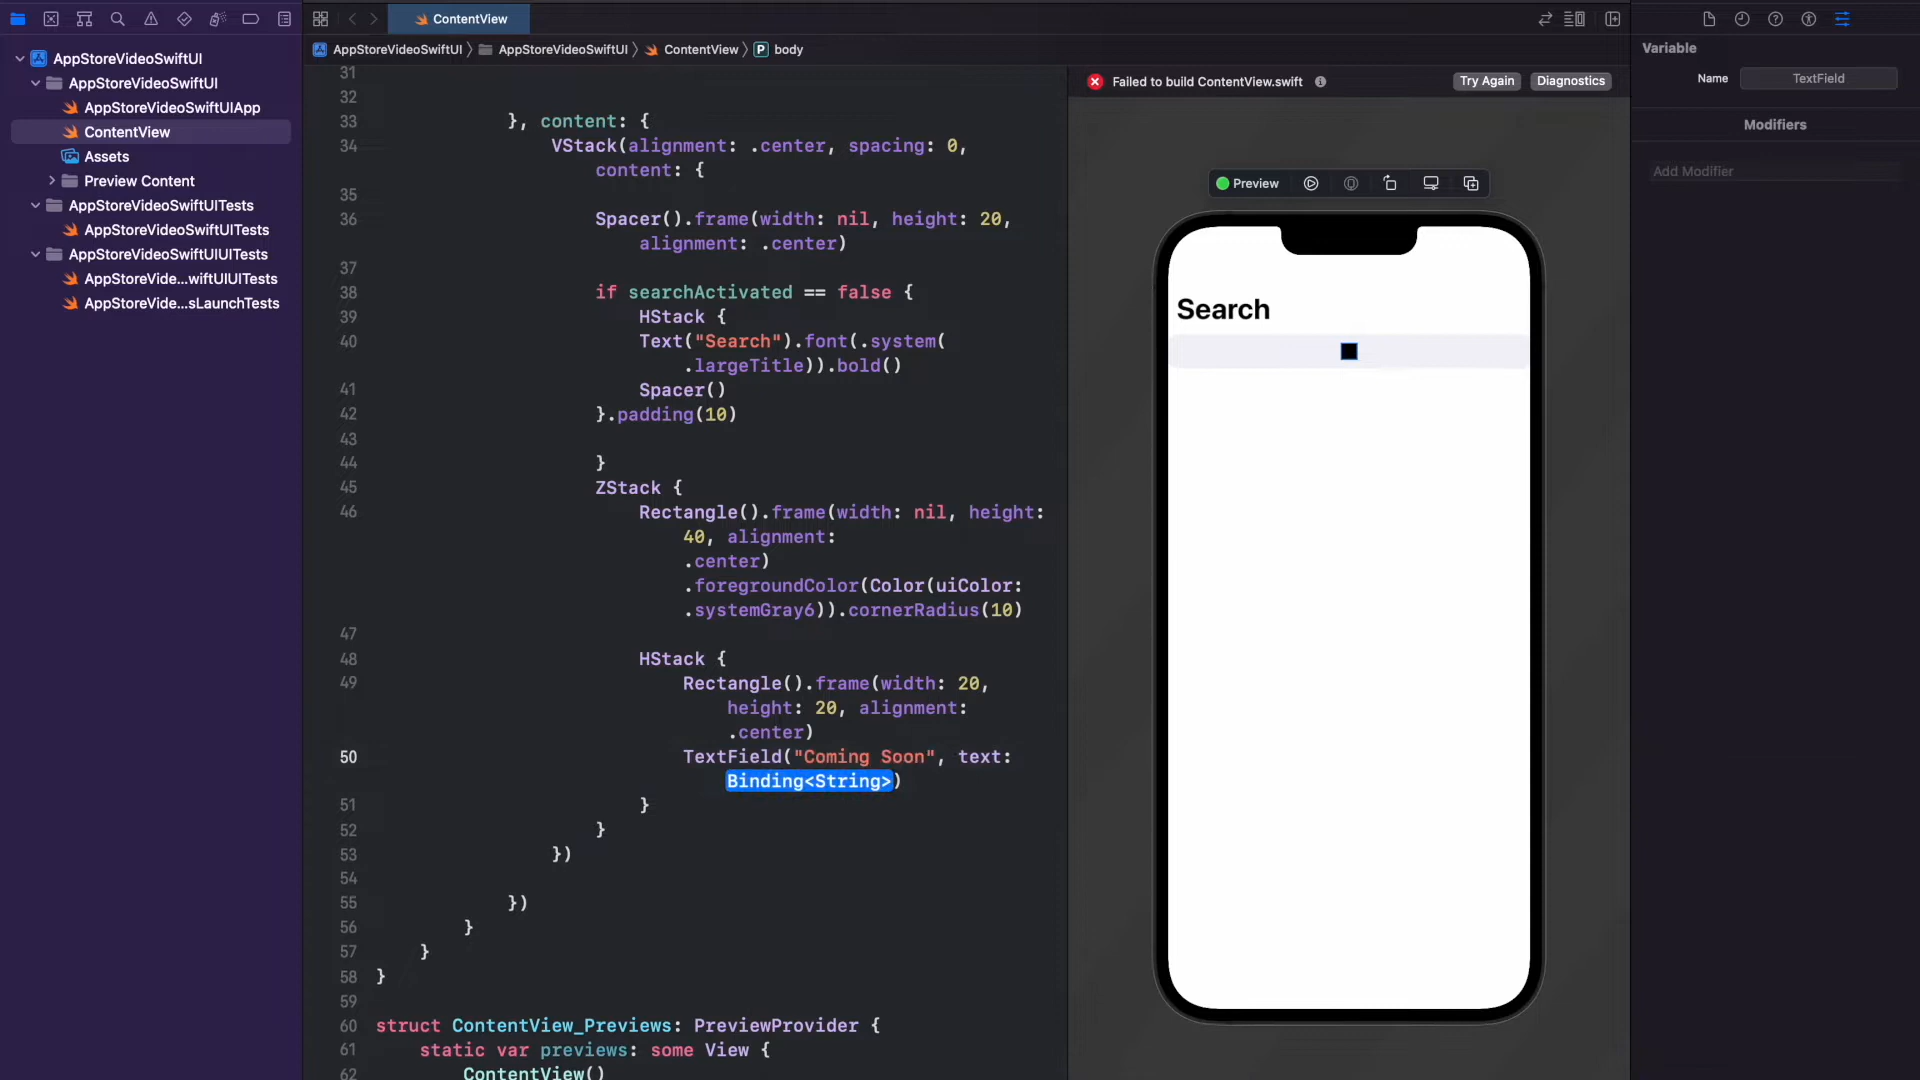 ContentView
AppStoreVideoSwiftUI
AppStoreVideoSwiftUI
AppStoreVideoSwiftUIApp
ContentView
Assets
Preview Content
AppStoreVideoSwiftUITests
AppStoreVideoSwiftUITests
AppStoreVideoSwiftUIUITests
AppStoreVide...wiftUIUITests
AppStoreVide...sLaunchTests
AppStoreVideoSwiftUI 〉 AppStoreVideoSwiftUI 〉 ContentView 〉 P body
31
32
33 }, content: {
34 VStack(alignment: .center, spacing: 0,
content: {
35
36 Spacer().frame(width: nil, height: 20,
alignment: .center)
37
38 if searchActivated == false {
39 HStack {
40 Text("Search").font(.system(
.largeTitle)).bold()
41 Spacer()
42 }.padding(10)
43
44 }
45 ZStack {
46 Rectangle().frame(width: nil, height:
40, alignment:
.center)
.foregroundColor(Color(uiColor:
.systemGray6)).cornerRadius(10)
47
48 HStack {
49 Rectangle().frame(width: 20,
height: 20, alignment:
.center)
50 TextField("Coming Soon", text:
Binding<String>)
51 }
52 }
53 })
54
55 })
56 }
57 }
58 }
59
60 struct ContentView_Previews: PreviewProvider {
61 static var previews: some View {
62 ContentView()
Failed to build ContentView.swift
Try Again
Diagnostics
Preview
Search
Variable
Name TextField
Modifiers
Add Modifier